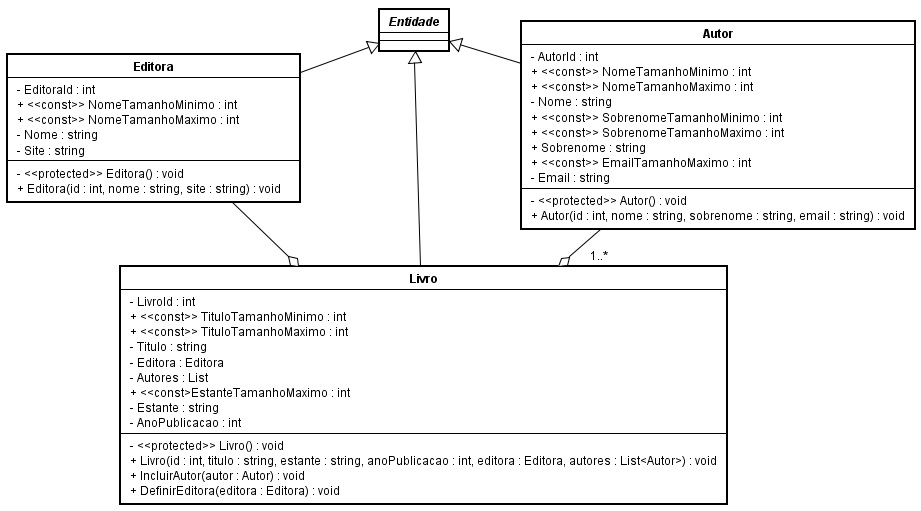 Entidade
Editora
- EditoraId : int
+ <<const>> NomeTamanhoMinimo : int
+ <<const>> NomeTamanhoMaximo : int
- Nome : string
- Site : string
- <<protected>> Editora() : void
+ Editora(id : int, nome : string, site : string) : void
Autor
- AutorId : int
+ <<const>> NomeTamanhoMinimo : int
+ <<const>> NomeTamanhoMaximo : int
- Nome : string
+ <<const>> SobrenomeTamanhoMinimo : int
+ <<const>> SobrenomeTamanhoMaximo : int
+ Sobrenome : string
+ <<const>> EmailTamanhoMaximo : int
- Email : string
- <<protected>> Autor() : void
+ Autor(id : int, nome : string, sobrenome : string, email : string) : void
1..*
Livro
- LivroId : int
+ <<const>> TituloTamanhoMinimo : int
+ <<const>> TituloTamanhoMaximo : int
- Titulo : string
- Editora : Editora
- Autores : List
+ <<const>EstanteTamanhoMaximo : int
- Estante : string
- AnoPublicacao : int
- <<protected>> Livro() : void
+ Livro(id : int, titulo : string, estante : string, anoPublicacao : int, editora : Editora, autores : List<Autor>) : void
+ IncluirAutor(autor : Autor) : void
+ DefinirEditora(editora : Editora) : void